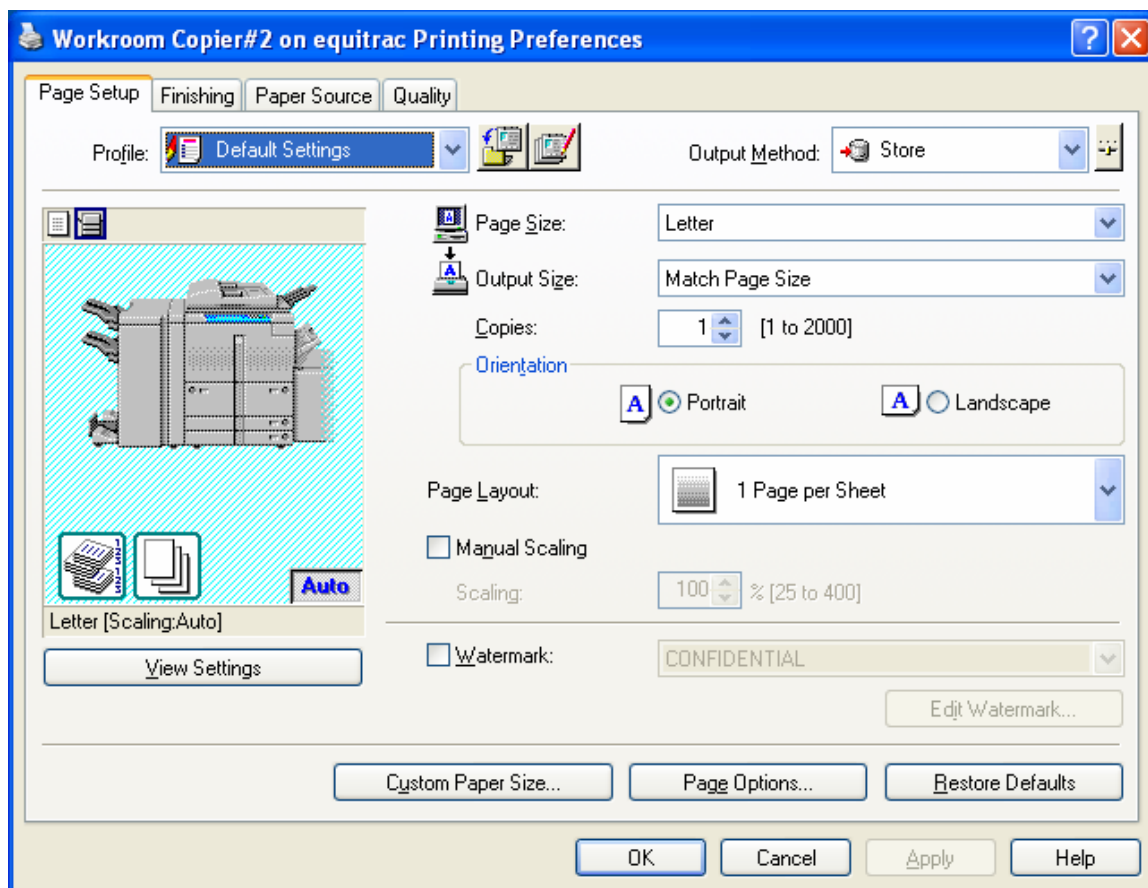 Workroom Copier#2 on equitrac Printing Preferences
Page Setup Finishing Paper Source Quality
Profile: Default Settings Output Method: Store
Page Size: Letter
Output Size: Match Page Size
Copies: 1 [1 to 2000]
Orientation
A Portrait A Landscape
Page Layout: 1 Page per Sheet
Manual Scaling
Auto
Scaling: 100 % [25 to 400]
Letter [Scaling:Auto]
View Settings
Watermark: CONFIDENTIAL
Edit Watermark...
Custom Paper Size... Page Options... Restore Defaults
OK Cancel Apply Help